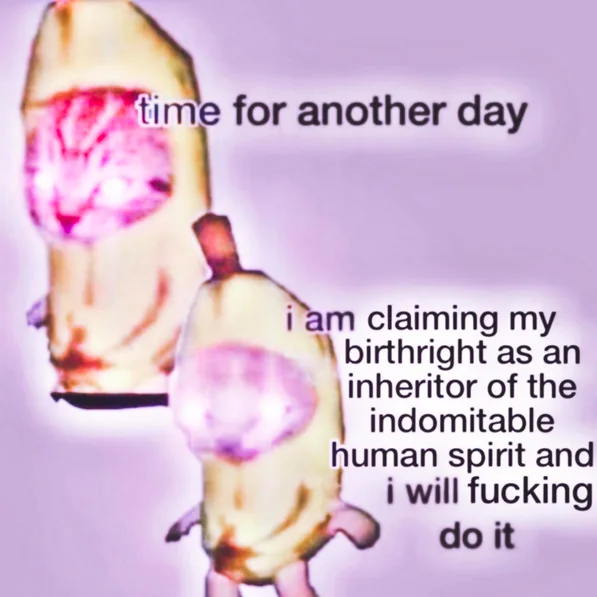 time for another day
i am claiming my
birthright as an
inheritor of the
indomitable
human spirit and
i will fucking
do it